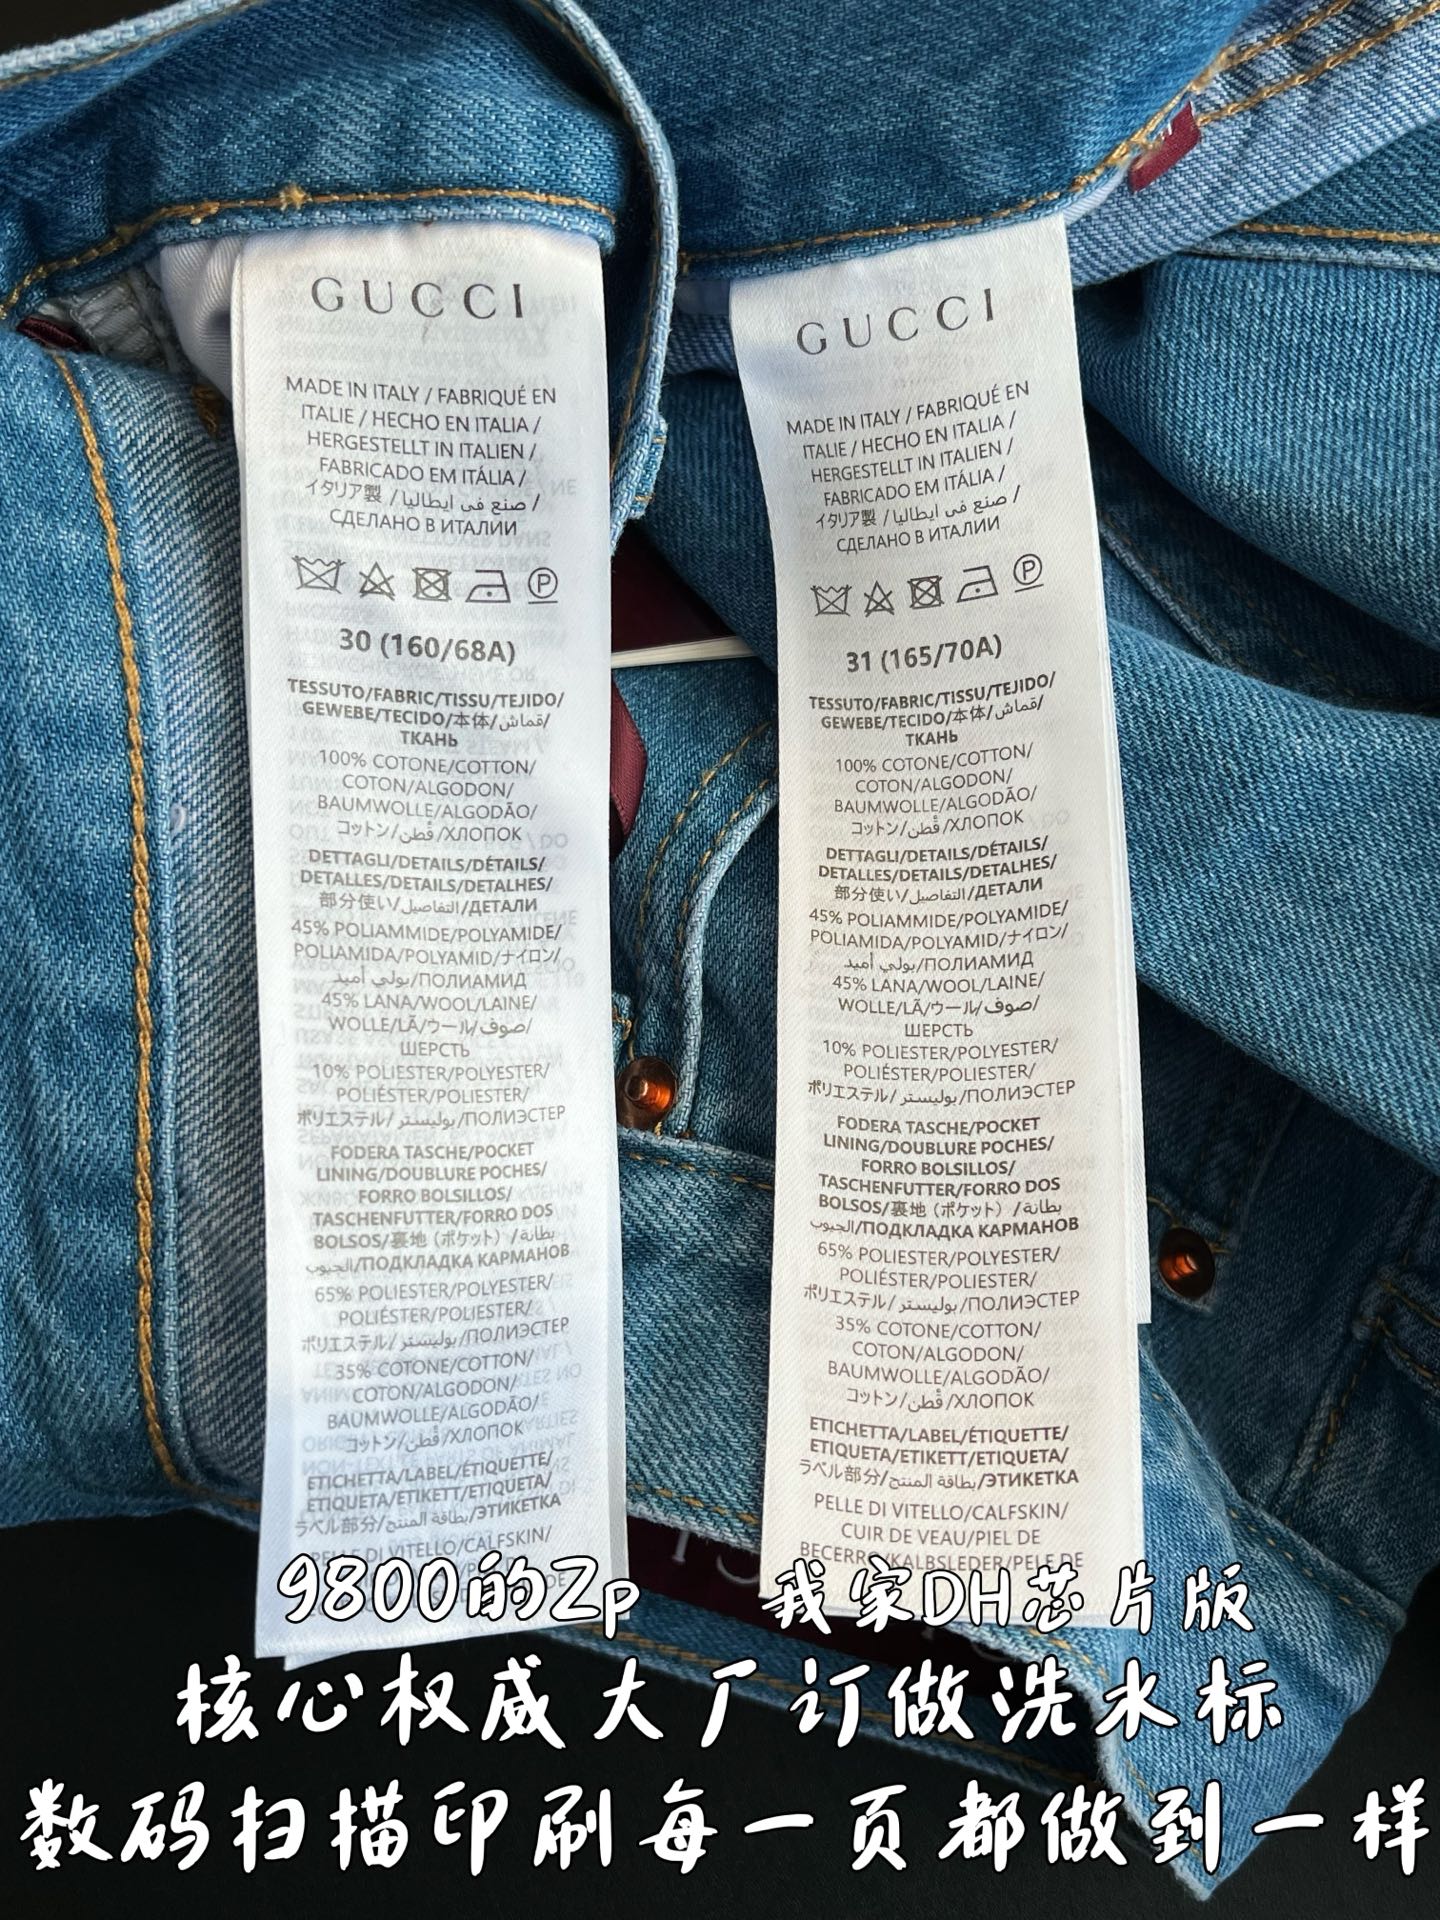 GUCCI
MADE IN ITALY / FABRIQUÉ EN
ITALIE / HECHO EN ITALIA /
HERGESTELLT IN ITALIEN /
FABRICADO EM ITÁLIA /
イタリア製 / صنع فى ايطاليا /
СДЕЛАНО В ИТАЛИИ
P
30 (160/68A)
TESSUTO/FABRIC/TISSU/TEJIDO/
GEWEBE/TECIDO/本体/قماش/
ТКАНЬ
100% COTONE/COTTON/
COTON/ALGODON/
BAUMWOLLE/ALGODÃO/
コットン/قُطن/ХЛОПОК
DETTAGLI/DETAILS/DÉTAILS/
DETALLES/DETAILS/DETALHES/
部分使い/التفاصيل/ДЕТАЛИ
45% POLIAMMIDE/POLYAMIDE/
POLIAMIDA/POLYAMID/ナイロン/
بولي أميد/ПОЛИАМИД
45% LANA/WOOL/LAINE/
WOLLE/LÃ/ウール/صوف/
ШЕРСТЬ
10% POLIESTER/POLYESTER/
POLIÉSTER/POLIESTER/
ポリエステル/بوليستر/ПОЛИЭСТЕР
FODERA TASCHE/POCKET
LINING/DOUBLURE POCHES/
FORRO BOLSILLOS/
TASCHENFUTTER/FORRO DOS
BOLSOS/裏地（ポケット）/بطانة
الجيوب/ПОДКЛАДКА КАРМАНОВ
65% POLIESTER/POLYESTER/
POLIÉSTER/POLIESTER/
ポリエステル/بوليستر/ПОЛИЭСТЕР
35% COTONE/COTTON/
COTON/ALGODON/
BAUMWOLLE/ALGODÃO/
コットン/قُطن/ХЛОПОК
ETICHETTA/LABEL/ÉTIQUETTE/
ETIQUETA/ETIKETT/ETIQUETA/
ラベル部分/بطاقة المنتج/ЭТИКЕТКА
PELLE DI VITELLO/CALFSKIN/
GUCCI
MADE IN ITALY / FABRIQUÉ EN
ITALIE / HECHO EN ITALIA /
HERGESTELLT IN ITALIEN /
FABRICADO EM ITÁLIA /
イタリア製 / صنع فى ايطاليا /
СДЕЛАНО В ИТАЛИИ
P
31 (165/70A)
TESSUTO/FABRIC/TISSU/TEJIDO/
GEWEBE/TECIDO/本体/قماش/
ТКАНЬ
100% COTONE/COTTON/
COTON/ALGODON/
BAUMWOLLE/ALGODÃO/
コットン/قُطن/ХЛОПОК
DETTAGLI/DETAILS/DÉTAILS/
DETALLES/DETAILS/DETALHES/
部分使い/التفاصيل/ДЕТАЛИ
45% POLIAMMIDE/POLYAMIDE/
POLIAMIDA/POLYAMID/ナイロン/
بولي أميد/ПОЛИАМИД
45% LANA/WOOL/LAINE/
WOLLE/LÃ/ウール/صوف/
ШЕРСТЬ
10% POLIESTER/POLYESTER/
POLIÉSTER/POLIESTER/
ポリエステル/بوليستر/ПОЛИЭСТЕР
FODERA TASCHE/POCKET
LINING/DOUBLURE POCHES/
FORRO BOLSILLOS/
TASCHENFUTTER/FORRO DOS
BOLSOS/裏地（ポケット）/بطانة
الجيوب/ПОДКЛАДКА КАРМАНОВ
65% POLIESTER/POLYESTER/
POLIÉSTER/POLIESTER/
ポリエステル/بوليستر/ПОЛИЭСТЕР
35% COTONE/COTTON/
COTON/ALGODON/
BAUMWOLLE/ALGODÃO/
コットン/قُطن/ХЛОПОК
ETICHETTA/LABEL/ÉTIQUETTE/
ETIQUETA/ETIKETT/ETIQUETA/
ラベル部分/بطاقة المنتج/ЭТИКЕТКА
PELLE DI VITELLO/CALFSKIN/
CUIR DE VEAU/PIEL DE
BECERRO/KALBSLEDER/PELE DE
9800的Zp 我家DH芯片版
核心权威大厂订做洗水标
数码扫描印刷每一页都做到一样